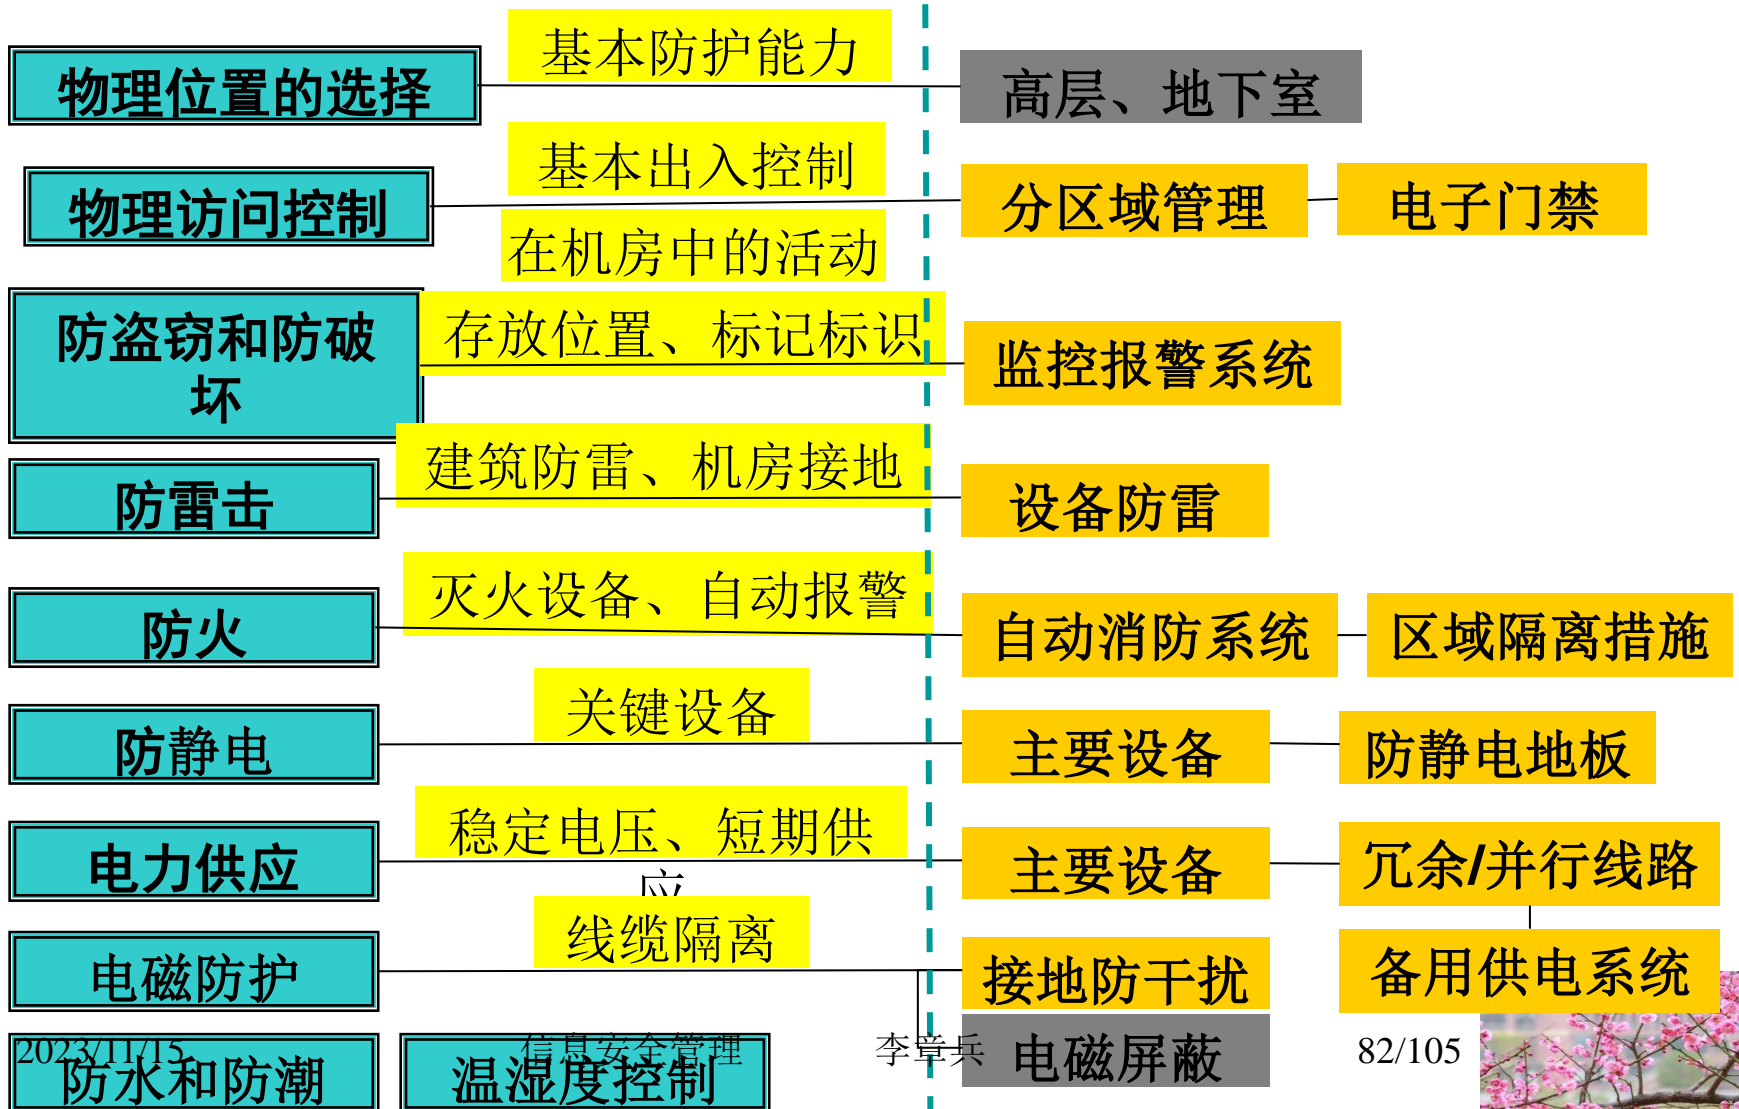 基本防护能力
物理位置的选择
高层、地下室
基本出入控制
物理访问控制
分区域管理
电子门禁
在机房中的活动
防盗窃和防破
坏
存放位置、标记标识
监控报警系统
建筑防雷、机房接地
防雷击
设备防雷
灭火设备、自动报警
防火
自动消防系统
区域隔离措施
关键设备
防静电
主要设备
防静电地板
稳定电压、短期供
应
电力供应
主要设备
冗余/并行线路
线缆隔离
电磁防护
接地防干扰
备用供电系统
电磁屏蔽
2023/11/15
信息安全管理
李章兵
82/105
防水和防潮
温湿度控制